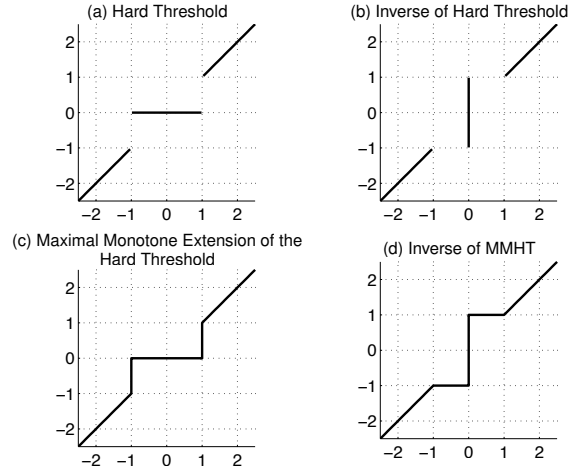 (a) Hard Threshold
2
1
0
−1
−2
−2 −1 0 1 2
(b) Inverse of Hard Threshold
2
1
0
−1
−2
−2 −1 0 1 2
(c) Maximal Monotone Extension of the
Hard Threshold
2
1
0
−1
−2
−2 −1 0 1 2
(d) Inverse of MMHT
2
1
0
−1
−2
−2 −1 0 1 2